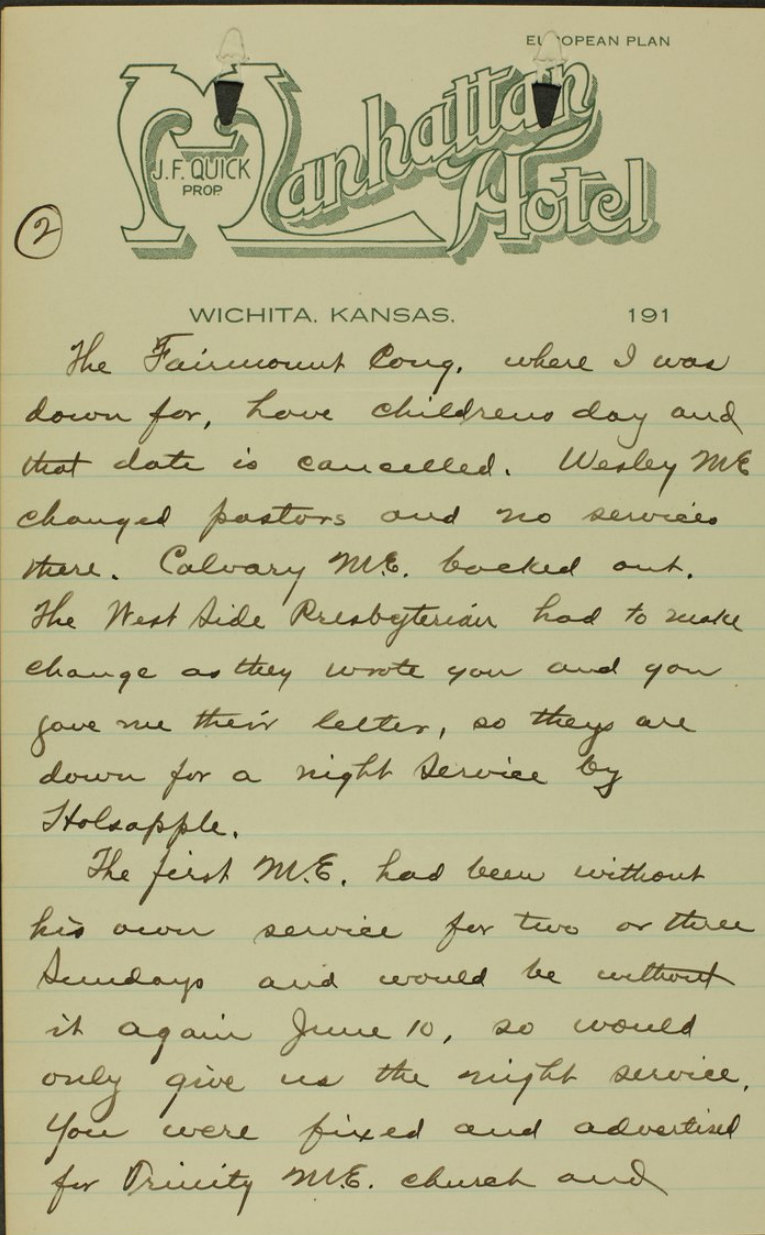 EUROPEAN PLAN
Manhattan
Hotel
J. F. QUICK
PROP.
2
WICHITA, KANSAS. 191
The Fairmount Cong. where I was
down for, have childrens day and
that date is cancelled. Wesley M E
changed pastors and no services
there. Calvary M.E. backed out.
The West Side Presbyterian had to make
change as they wrote you and you
gave me their letter, so theys are
down for a night service by
Holsapple.
The first M.E. had been without
his own service for two or three
Sundays and would be without
it again June 10, so would
only give us the night service.
You were fixed and advertised
for Trinity M.E. church and